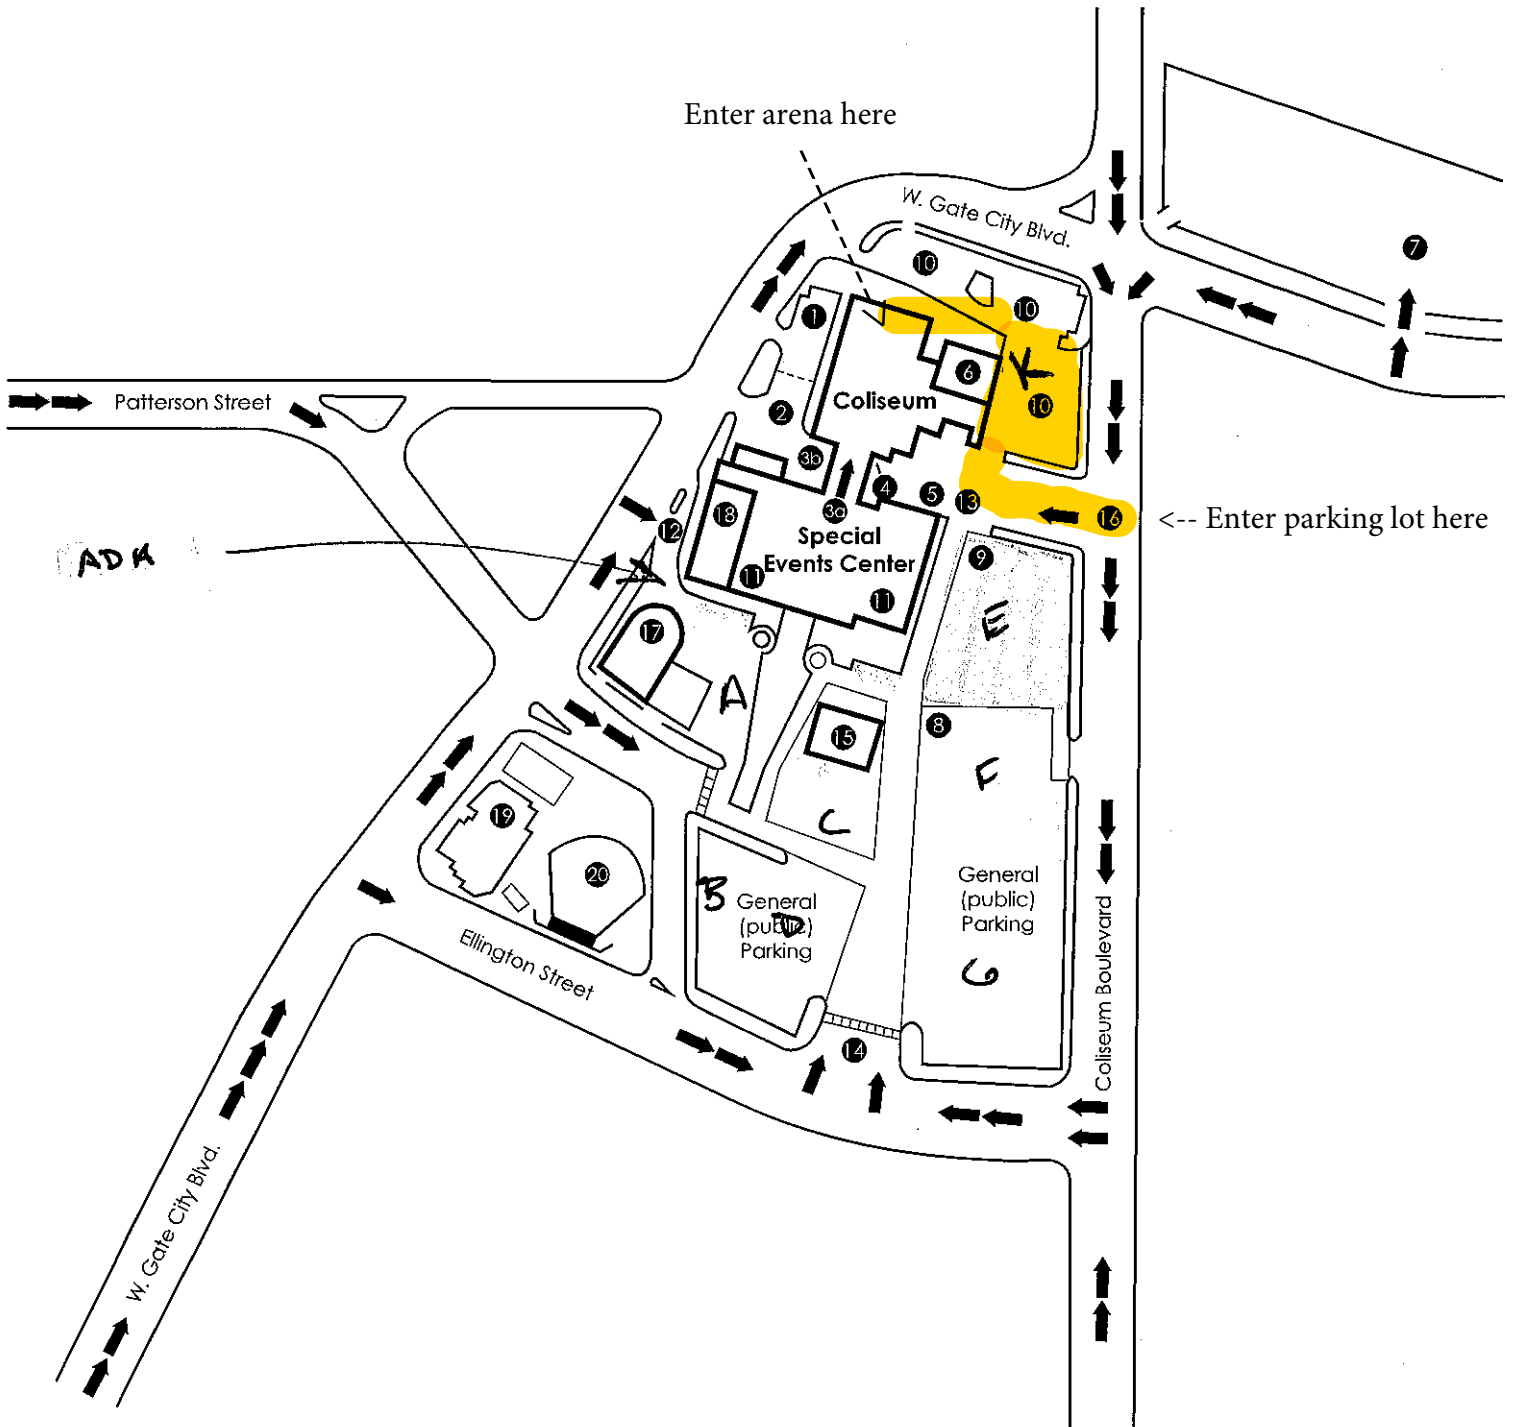 Enter arena here
W. Gate City Blvd.
7
10
10
1
6
K
Patterson Street
Coliseum
10
2
3b
4
5
13
3a
16
<-- Enter parking lot here
18
12
Special
Events Center
ADA
9
11
11
E
17
A
8
15
F
19
C
20
B
General
(public)
Parking
D
General
(public)
Parking
Ellington Street
G
Coliseum Boulevard
14
W. Gate City Blvd.